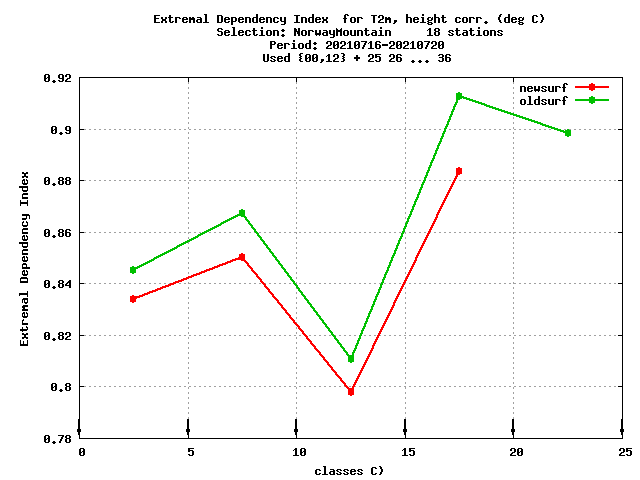 Extremal Dependency Index  for T2m, height corr. (deg C)
Selection: NorwayMountain     18 stations
Period: 20210716-20210720
Used {00,12} + 25 26 ... 36
newsurf
oldsurf
0.92
0.9
0.88
0.86
0.84
0.82
0.8
0.78
Extremal Dependency Index
0 5 10 15 20 25
classes C)